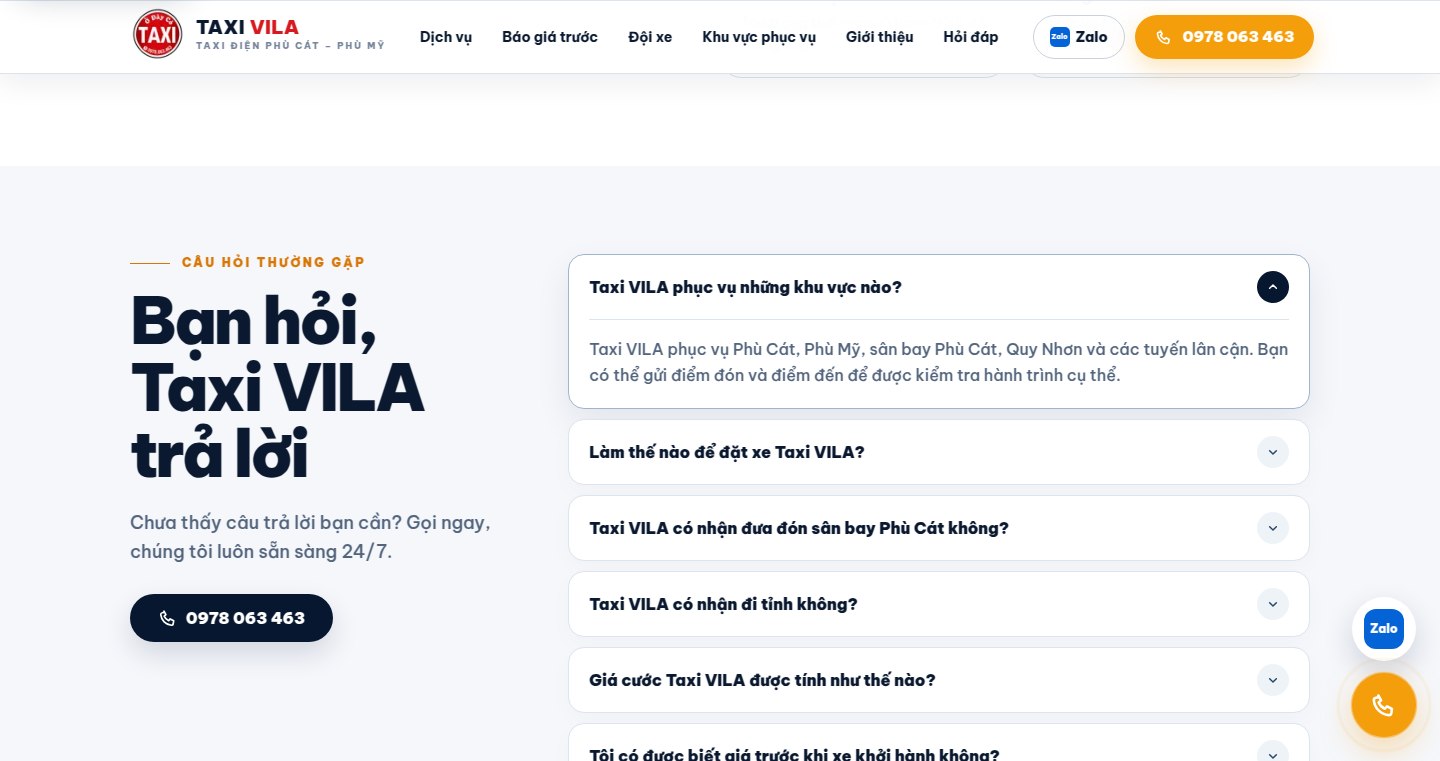 Ở Đây Có
TAXI
0978.063.463
TAXI VILA
TAXI ĐIỆN PHÙ CÁT – PHÙ MỸ
Dịch vụ
Báo giá trước
Đội xe
Khu vực phục vụ
Giới thiệu
Hỏi đáp
Zalo
Zalo
0978 063 463
CÂU HỎI THƯỜNG GẶP
Bạn hỏi,
Taxi VILA
trả lời
Chưa thấy câu trả lời bạn cần? Gọi ngay,
chúng tôi luôn sẵn sàng 24/7.
0978 063 463
Taxi VILA phục vụ những khu vực nào?
Taxi VILA phục vụ Phù Cát, Phù Mỹ, sân bay Phù Cát, Quy Nhơn và các tuyến lân cận. Bạn
có thể gửi điểm đón và điểm đến để được kiểm tra hành trình cụ thể.
Làm thế nào để đặt xe Taxi VILA?
Taxi VILA có nhận đưa đón sân bay Phù Cát không?
Taxi VILA có nhận đi tỉnh không?
Giá cước Taxi VILA được tính như thế nào?
Tôi có được biết giá trước khi xe khởi hành không?
Zalo